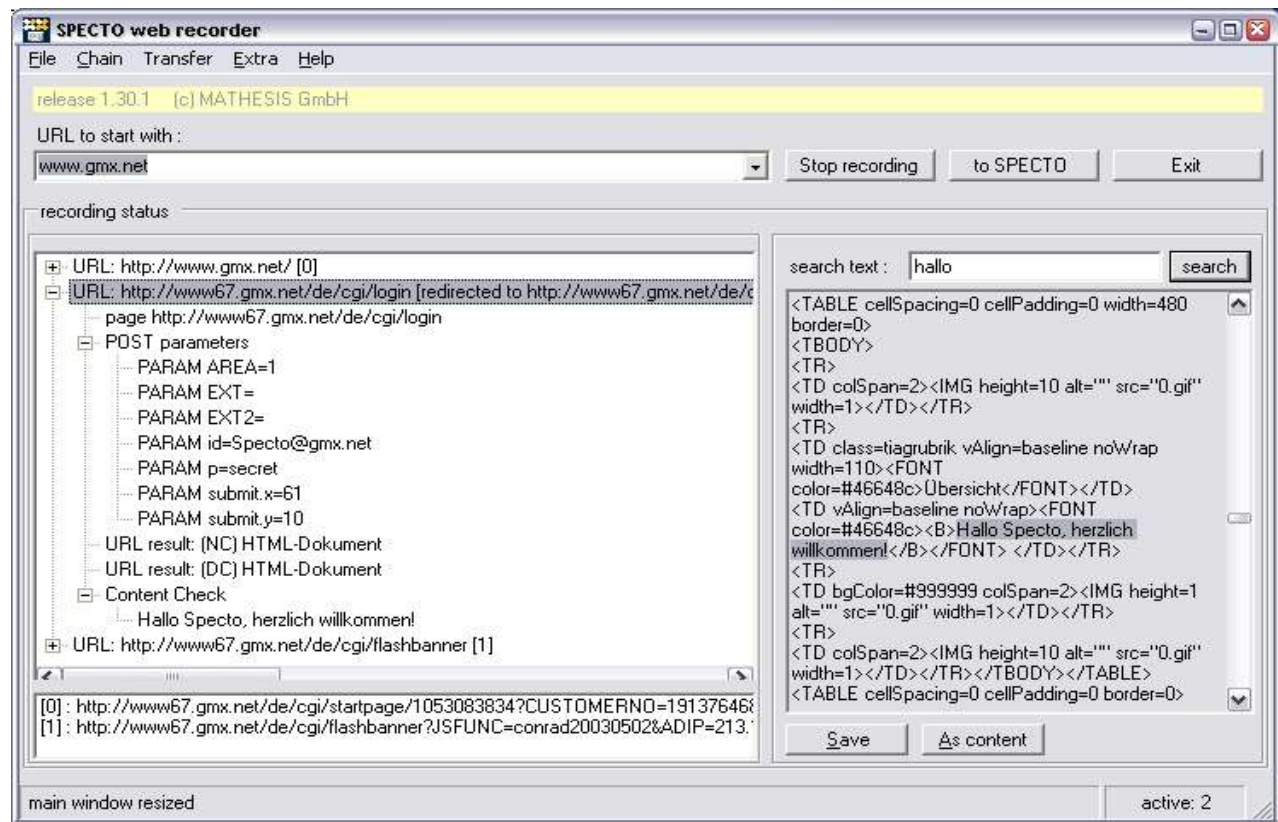 SPECTO web recorder
File Chain Transfer Extra Help
release 1.30.1 (c) MATHESIS GmbH
URL to start with :
www.gmx.net
Stop recording
to SPECTO
Exit
recording status
URL: http://www.gmx.net/ [0]
URL: http://www67.gmx.net/de/cgi/login [redirected to http://www67.gmx.net/de/c
page http://www67.gmx.net/de/cgi/login
POST parameters
PARAM AREA=1
PARAM EXT=
PARAM EXT2=
PARAM id=Specto@gmx.net
PARAM p=secret
PARAM submit.x=61
PARAM submit.y=10
URL result: (NC) HTML-Dokument
URL result: (DC) HTML-Dokument
Content Check
Hallo Specto, herzlich willkommen!
URL: http://www67.gmx.net/de/cgi/flashbanner [1]
[0] : http://www67.gmx.net/de/cgi/startpage/1053083834?CUSTOMERNO=19137646
[1] : http://www67.gmx.net/de/cgi/flashbanner?JSFUNC=conrad20030502&ADIP=213.
search text :
hallo
search
<TABLE cellSpacing=0 cellPadding=0 width=480
border=0>
<TBODY>
<TR>
<TD colSpan=2><IMG height=10 alt="" src="0.gif"
width=1></TD></TR>
<TR>
<TD class=tiagrubrik vAlign=baseline noWrap
width=110><FONT
color=#46648c>Übersicht</FONT></TD>
<TD vAlign=baseline noWrap><FONT
color=#46648c><B>Hallo Specto, herzlich
willkommen!</B></FONT> </TD></TR>
<TR>
<TD bgColor=#999999 colSpan=2><IMG height=1
alt="" src="0.gif" width=1></TD></TR>
<TR>
<TD colSpan=2><IMG height=10 alt="" src="0.gif"
width=1></TD></TR></TBODY></TABLE>
<TABLE cellSpacing=0 cellPadding=0 border=0>
Save
As content
main window resized
active: 2